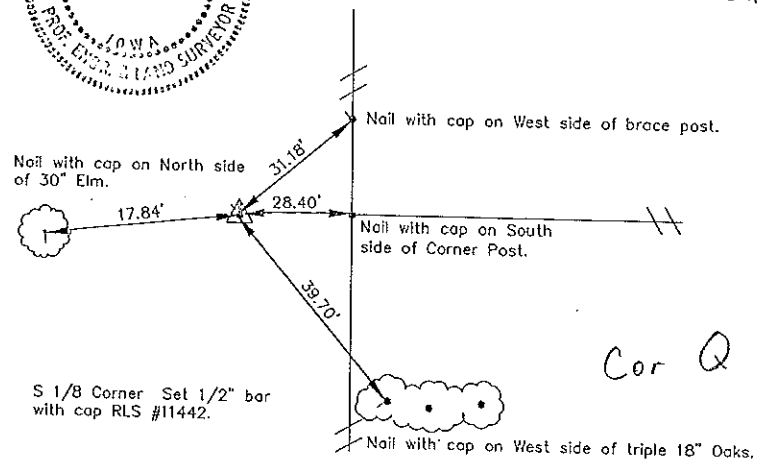 IOWA
PROF. ENGR. & LAND SURVEYOR
Nail with cap on West side of brace post.
31.18'
Nail with cap on North side
of 30" Elm.
17.84'
28.40'
Nail with cap on South
side of Corner Post.
39.70'
Cor Q
S 1/8 Corner Set 1/2" bar
with cap RLS #11442.
Nail with cap on West side of triple 18" Oaks.